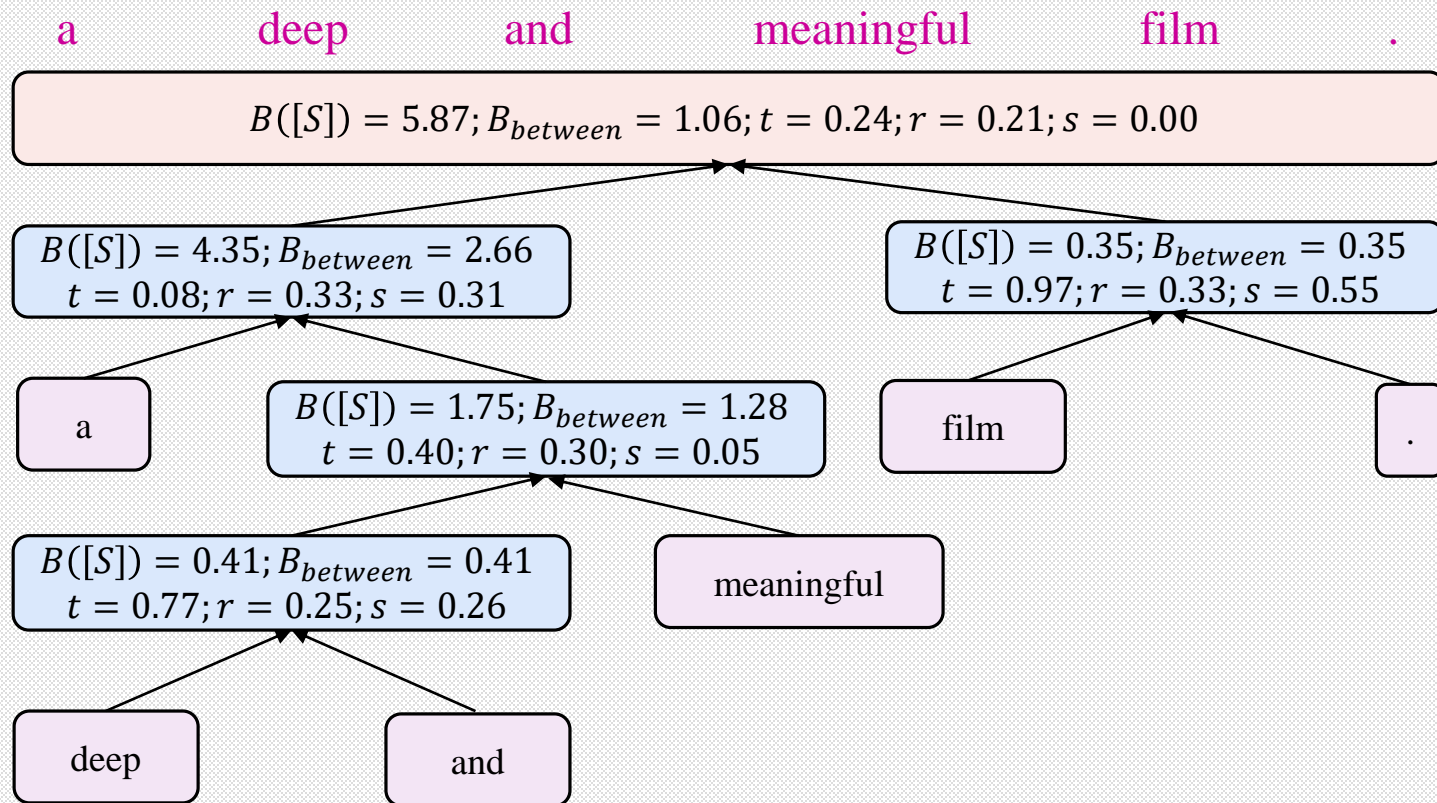 a deep and meaningful film .
B([S]) = 5.87; B_between = 1.06; t = 0.24; r = 0.21; s = 0.00
B([S]) = 4.35; B_between = 2.66
t = 0.08; r = 0.33; s = 0.31
B([S]) = 0.35; B_between = 0.35
t = 0.97; r = 0.33; s = 0.55
a
B([S]) = 1.75; B_between = 1.28
t = 0.40; r = 0.30; s = 0.05
film
.
B([S]) = 0.41; B_between = 0.41
t = 0.77; r = 0.25; s = 0.26
meaningful
deep
and